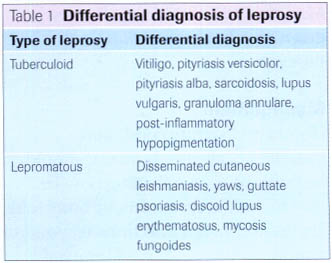 Table 1 Differential diagnosis of leprosy
Type of leprosy Differential diagnosis
Tuberculoid Vitiligo, pityriasis versicolor,
pityriasis alba, sarcoidosis, lupus
vulgaris, granuloma annulare,
post-inflammatory
hypopigmentation
Lepromatous Disseminated cutaneous
leishmaniasis, yaws, guttate
psoriasis, discoid lupus
erythematosus, mycosis
fungoides